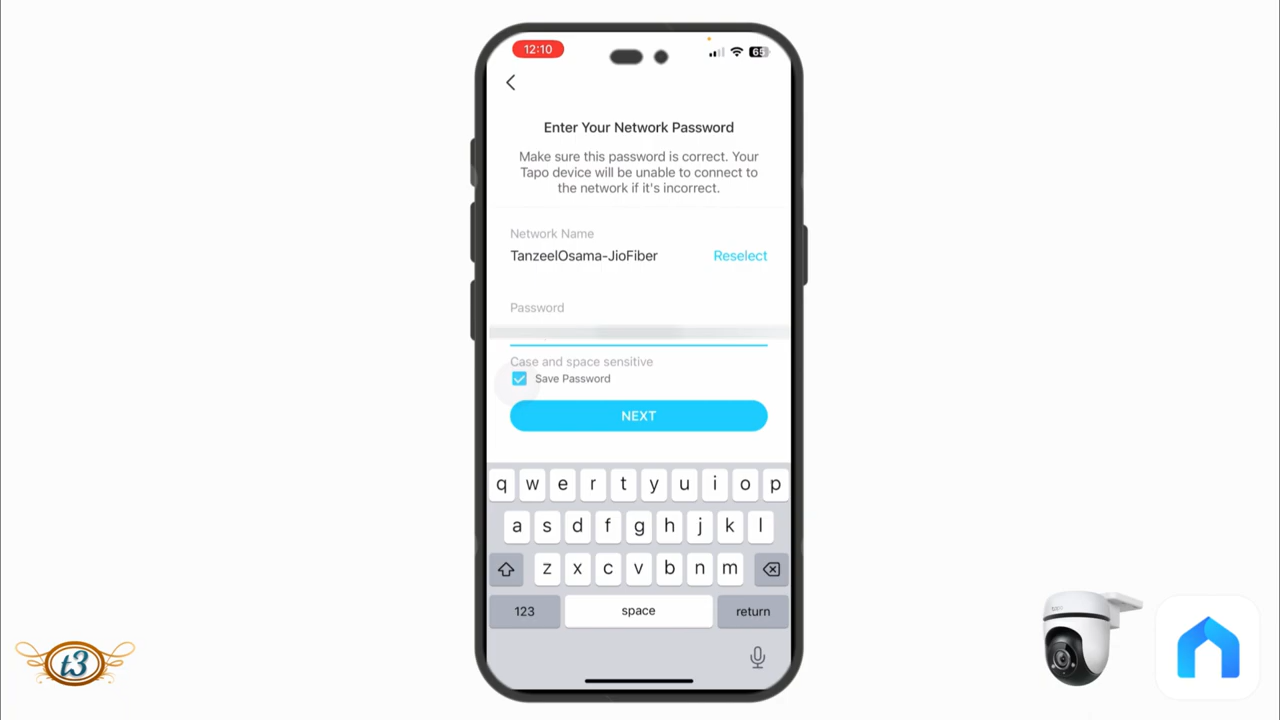 12:10
65
Enter Your Network Password
Make sure this password is correct. Your
Tapo device will be unable to connect to
the network if it's incorrect.
Network Name
TanzeelOsama-JioFiber Reselect
Password
Case and space sensitive
Save Password
NEXT
q w e r t y u i o p
a s d f g h j k l
z x c v b n m
123 space return
t3
tapo